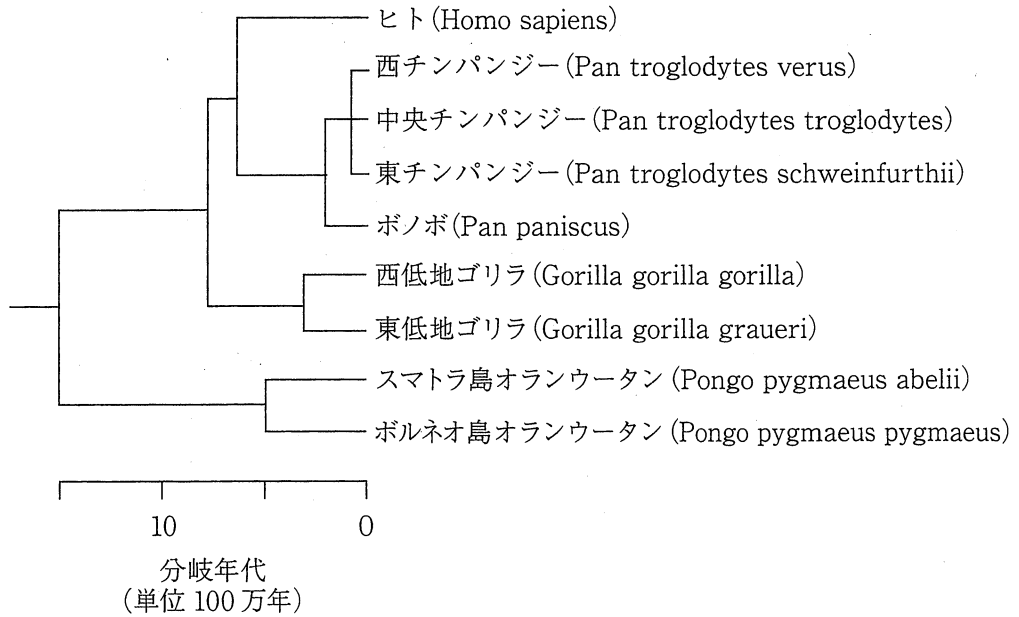 ヒト(Homo sapiens)
西チンパンジー(Pan troglodytes verus)
中央チンパンジー(Pan troglodytes troglodytes)
東チンパンジー(Pan troglodytes schweinfurthii)
ボノボ(Pan paniscus)
西低地ゴリラ(Gorilla gorilla gorilla)
東低地ゴリラ(Gorilla gorilla graueri)
スマトラ島オランウータン(Pongo pygmaeus abelii)
ボルネオ島オランウータン(Pongo pygmaeus pygmaeus)
10 0
分岐年代
(単位 100 万年)